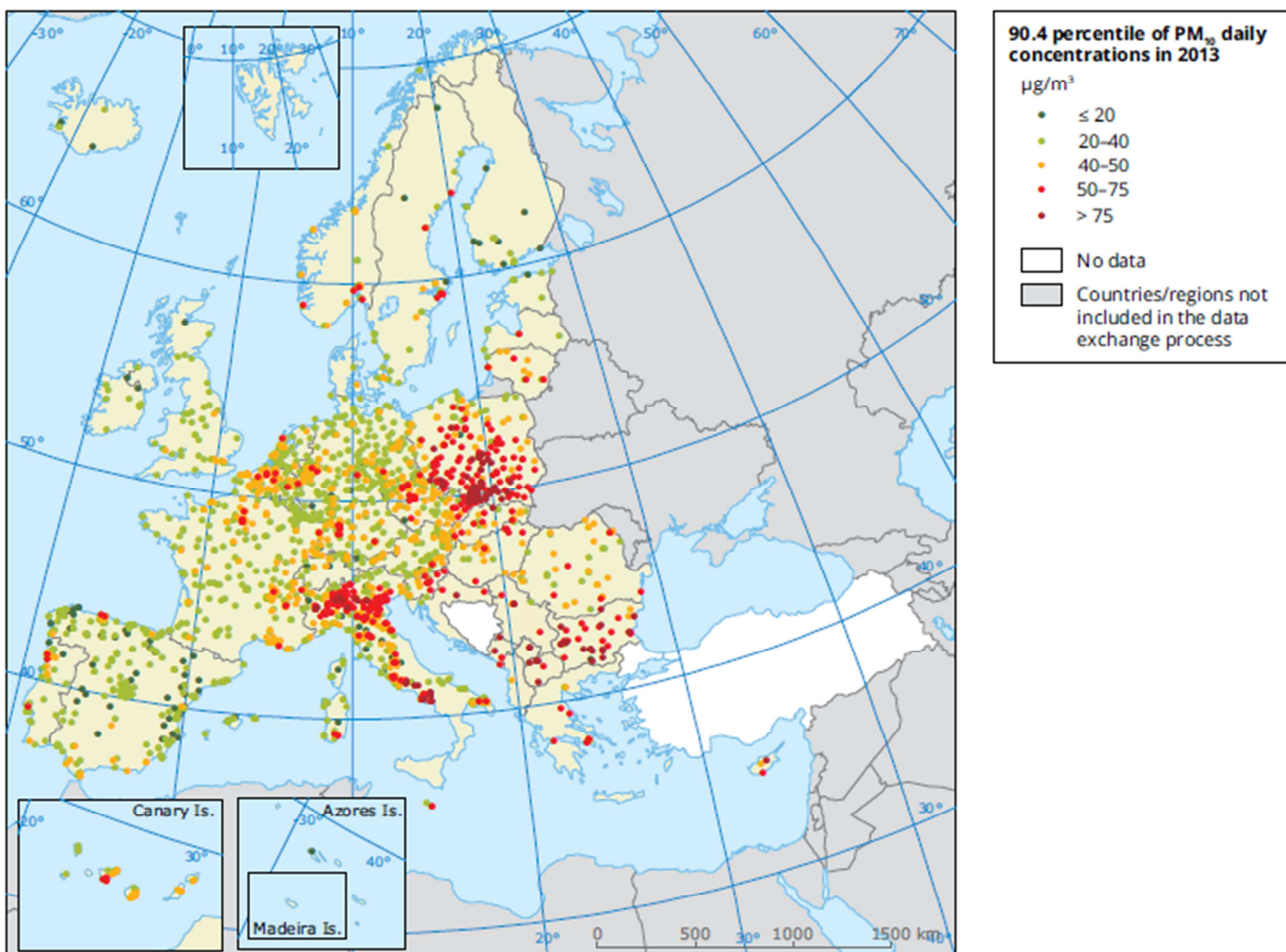 -30°
-20°
0° 10° 20° 30°
10°
20°
30°
60°
70°
10° 20°
60°
50°
50°
40°
40°
30°
Canary Is.
20°
30°
Azores Is.
-30°
40°
Madeira Is.
20°
30°
40°
0 500 1000 1500 km
90.4 percentile of PM₁₀ daily
concentrations in 2013
µg/m³
≤ 20
20–40
40–50
50–75
> 75
No data
Countries/regions not
included in the data
exchange process